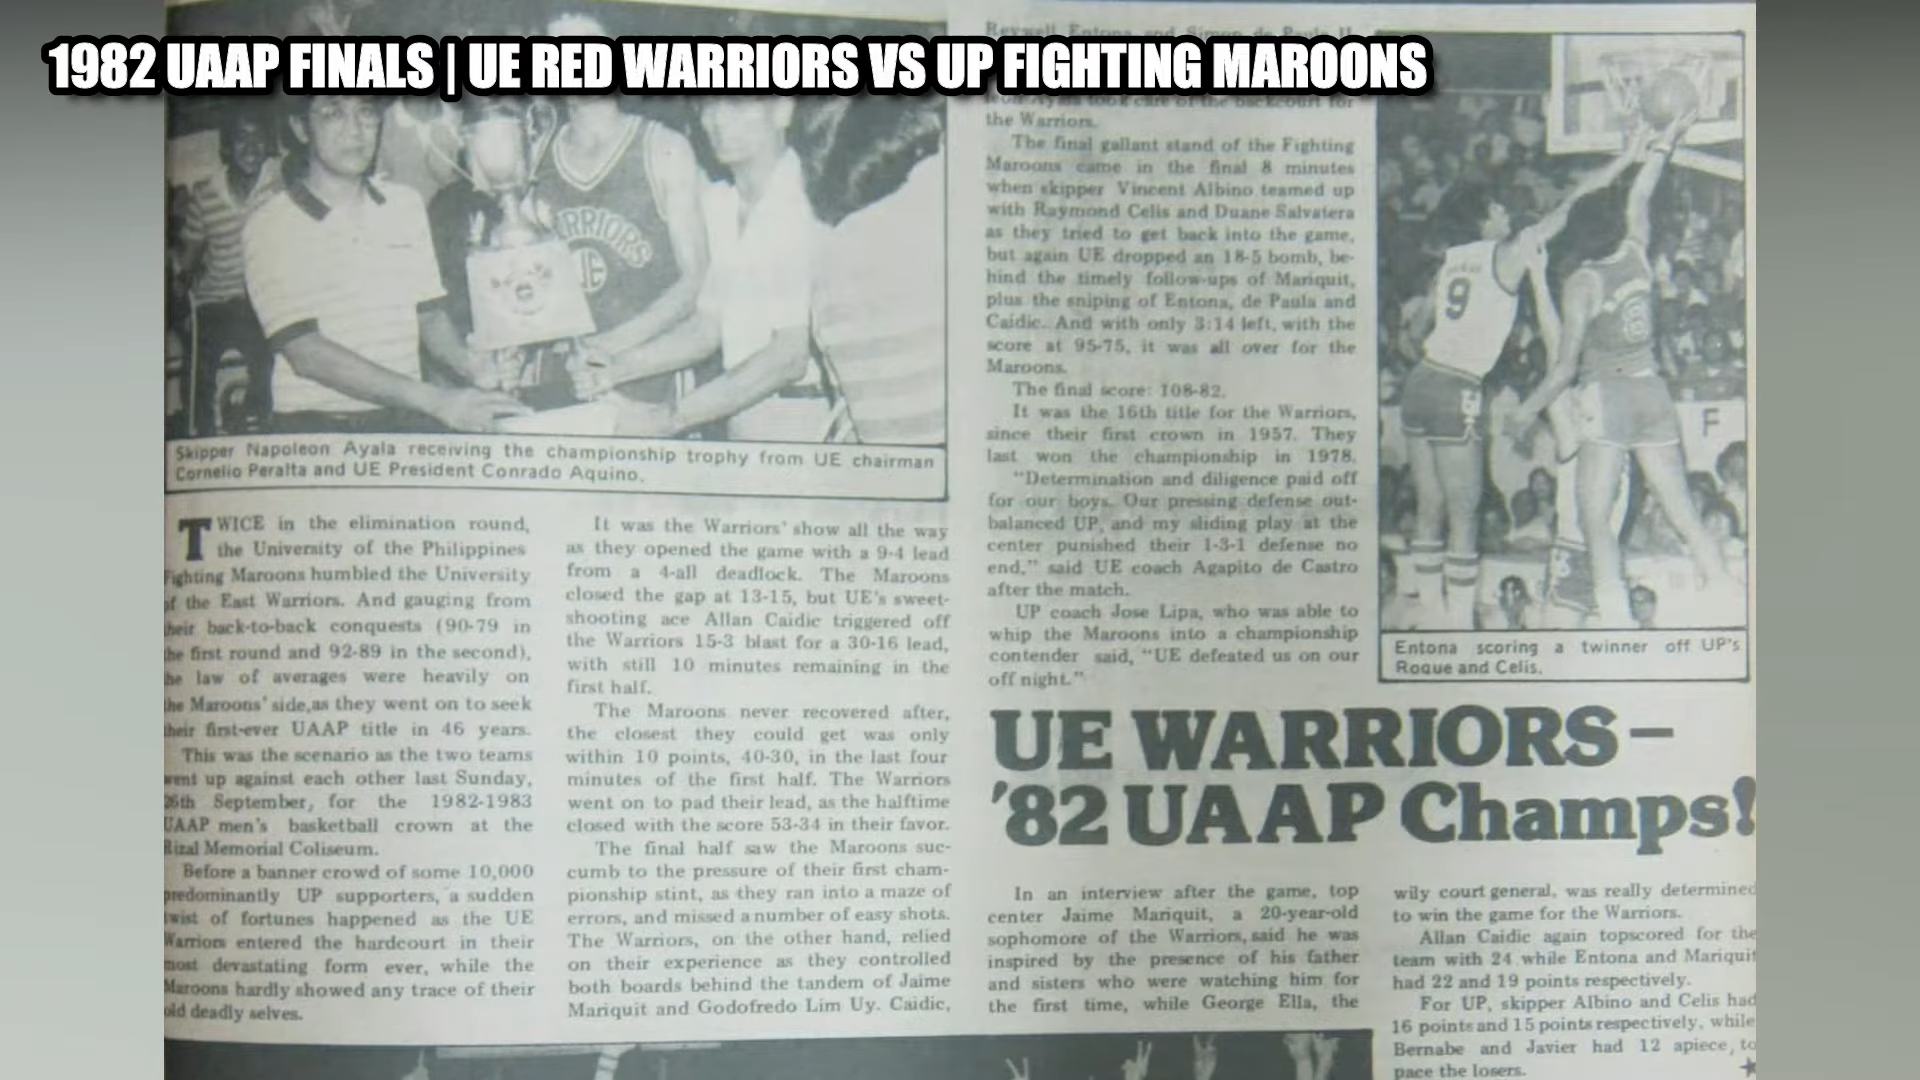 1982 UAAP FINALS | UE RED WARRIORS VS UP FIGHTING MAROONS
WARRIORS
UE
Skipper Napoleon Ayala receiving the championship trophy from UE chairman
Cornelio Peralta and UE President Conrado Aquino.
TWICE in the elimination round,
the University of the Philippines
Fighting Maroons humbled the University
of the East Warriors. And gauging from
their back-to-back conquests (90-79 in
the first round and 92-89 in the second),
he law of averages were heavily on
the Maroons' side,as they went on to seek
their first-ever UAAP title in 46 years.
This was the scenario as the two teams
went up against each other last Sunday,
26th September, for the 1982-1983
UAAP men's basketball crown at the
Rizal Memorial Coliseum.
Before a banner crowd of some 10,000
predominantly UP supporters, a sudden
twist of fortunes happened as the UE
Warriors entered the hardcourt in their
most devastating form ever, while the
Maroons hardly showed any trace of their
old deadly selves.
It was the Warriors' show all the way
as they opened the game with a 9-4 lead
from a 4-all deadlock. The Maroons
closed the gap at 13-15, but UE's sweet-
shooting ace Allan Caidic triggered off
the Warriors 15-3 blast for a 30-16 lead,
with still 10 minutes remaining in the
first half.
The Maroons never recovered after,
the closest they could get was only
within 10 points, 40-30, in the last four
minutes of the first half. The Warriors
went on to pad their lead, as the halftime
closed with the score 53-34 in their favor.
The final half saw the Maroons suc-
cumb to the pressure of their first cham-
pionship stint, as they ran into a maze of
errors, and missed a number of easy shots.
The Warriors, on the other hand, relied
on their experience as they controlled
both boards behind the tandem of Jaime
Mariquit and Godofredo Lim Uy. Caidic,
Reywell Entona and Simon de Paula II
Ayala took care of the backcourt for
the Warriors.
The final gallant stand of the Fighting
Maroons came in the final 8 minutes
when skipper Vincent Albino teamed up
with Raymond Celis and Duane Salvatera
as they tried to get back into the game,
but again UE dropped an 18-5 bomb, be-
hind the timely follow-ups of Mariquit,
plus the sniping of Entona, de Paula and
Caidic. And with only 3:14 left, with the
score at 95-75, it was all over for the
Maroons.
The final score: 108-82.
It was the 16th title for the Warriors,
since their first crown in 1957. They
last won the championship in 1978.
"Determination and diligence paid off
for our boys. Our pressing defense out-
balanced UP, and my sliding play at the
center punished their 1-3-1 defense no
end," said UE coach Agapito de Castro
after the match.
UP coach Jose Lipa, who was able to
whip the Maroons into a championship
contender said, "UE defeated us on our
off night."
9
8
F
Entona scoring a twinner off UP's
Roque and Celis.
UE WARRIORS–
'82 UAAP Champs!
In an interview after the game, top
center Jaime Mariquit, a 20-year-old
sophomore of the Warriors, said he was
inspired by the presence of his father
and sisters who were watching him for
the first time, while George Ella, the
wily court general, was really determined
to win the game for the Warriors.
Allan Caidic again topscored for the
team with 24 while Entona and Mariquit
had 22 and 19 points respectively.
For UP, skipper Albino and Celis had
16 points and 15 points respectively, while
Bernabe and Javier had 12 apiece, to
pace the losers.